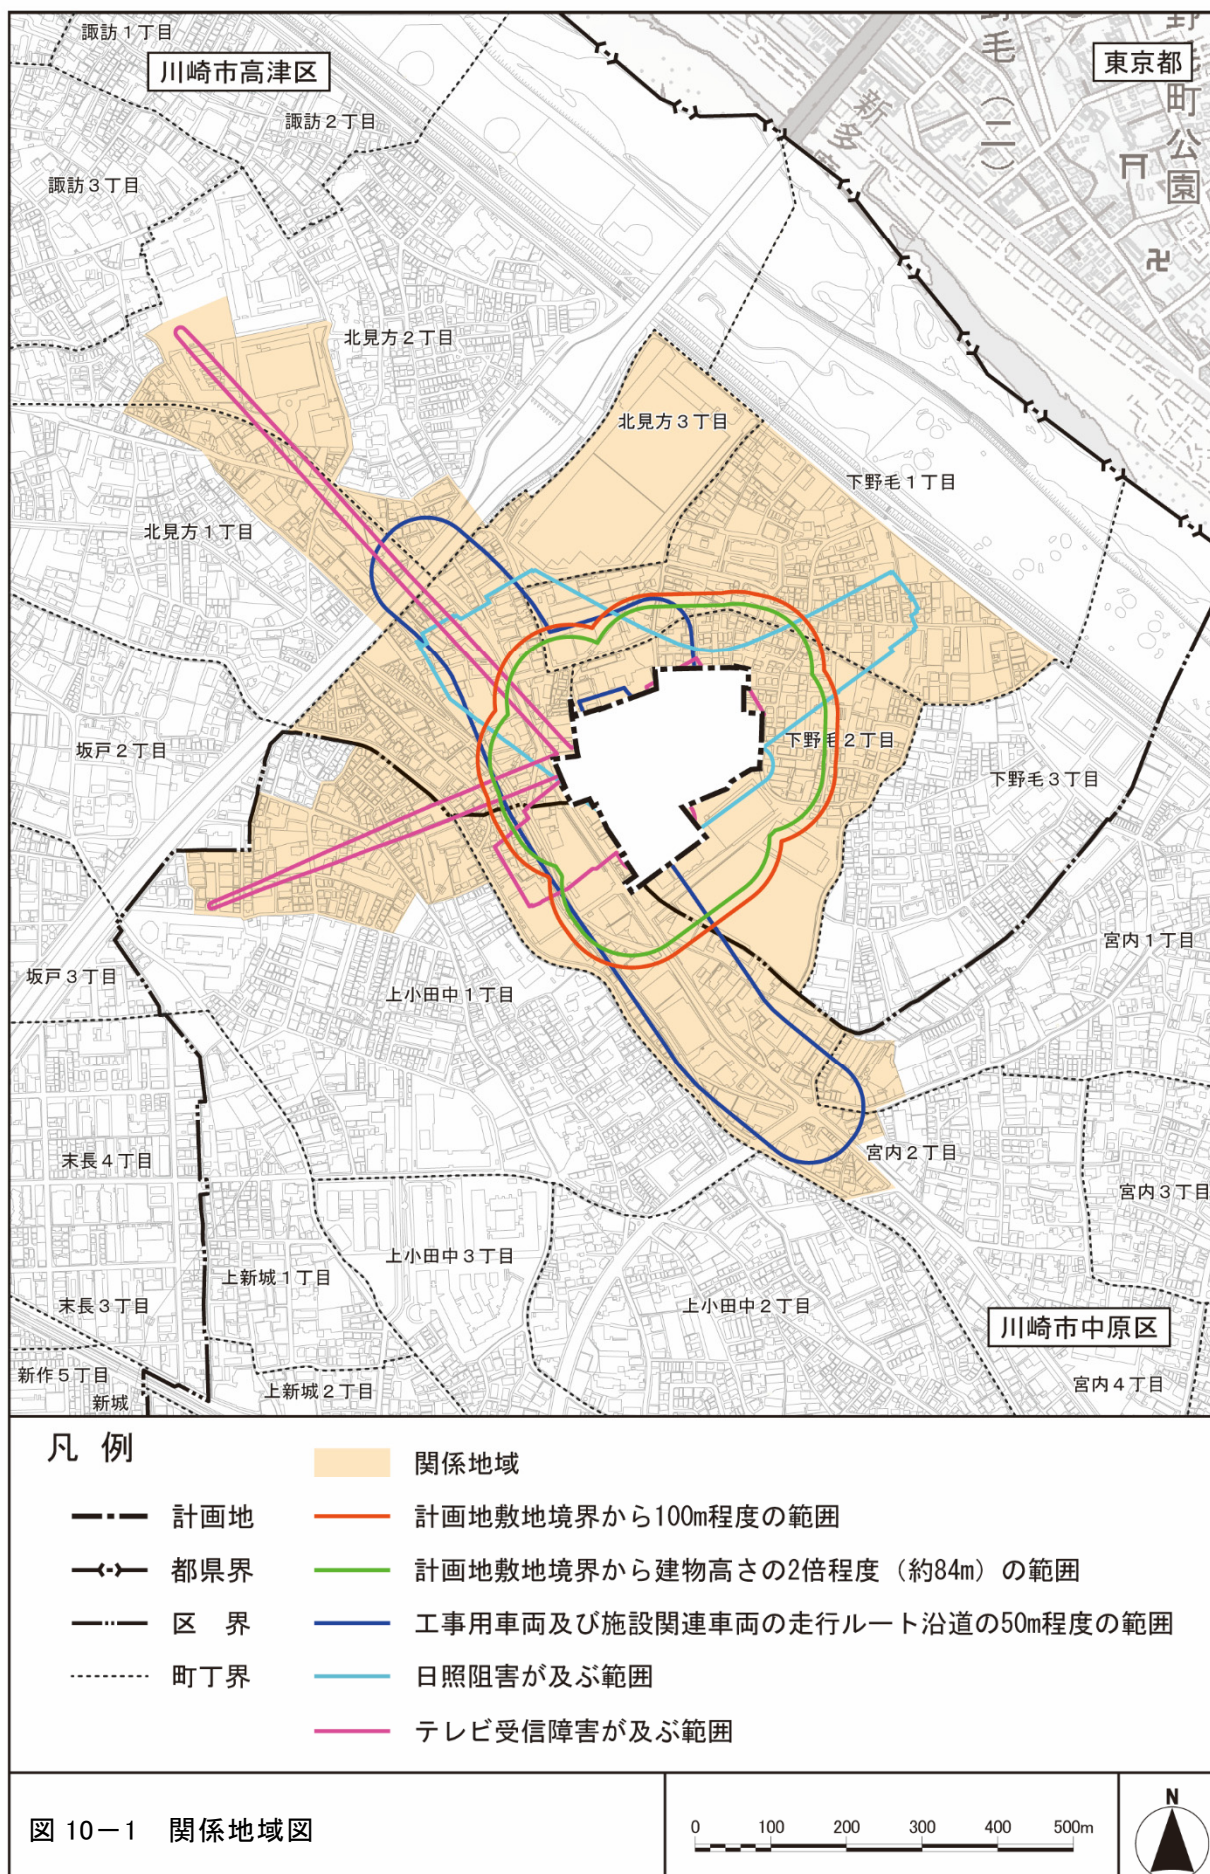 諏訪１丁目
川崎市高津区
野毛（二）
野毛町公園
東京都
諏訪２丁目
諏訪３丁目
北見方２丁目
北見方３丁目
下野毛１丁目
北見方１丁目
坂戸２丁目
下野毛２丁目
下野毛３丁目
宮内１丁目
坂戸３丁目
上小田中１丁目
末長４丁目
宮内２丁目
宮内３丁目
上小田中３丁目
上新城１丁目
末長３丁目
上小田中２丁目
川崎市中原区
新作５丁目
上新城２丁目
宮内４丁目
新城
凡 例
関係地域
計画地
計画地敷地境界から100m程度の範囲
都県界
計画地敷地境界から建物高さの2倍程度（約84m）の範囲
区 界
工事用車両及び施設関連車両の走行ルート沿道の50m程度の範囲
町丁界
日照阻害が及ぶ範囲
テレビ受信障害が及ぶ範囲
図 10－1 関係地域図
0 100 200 300 400 500m
N